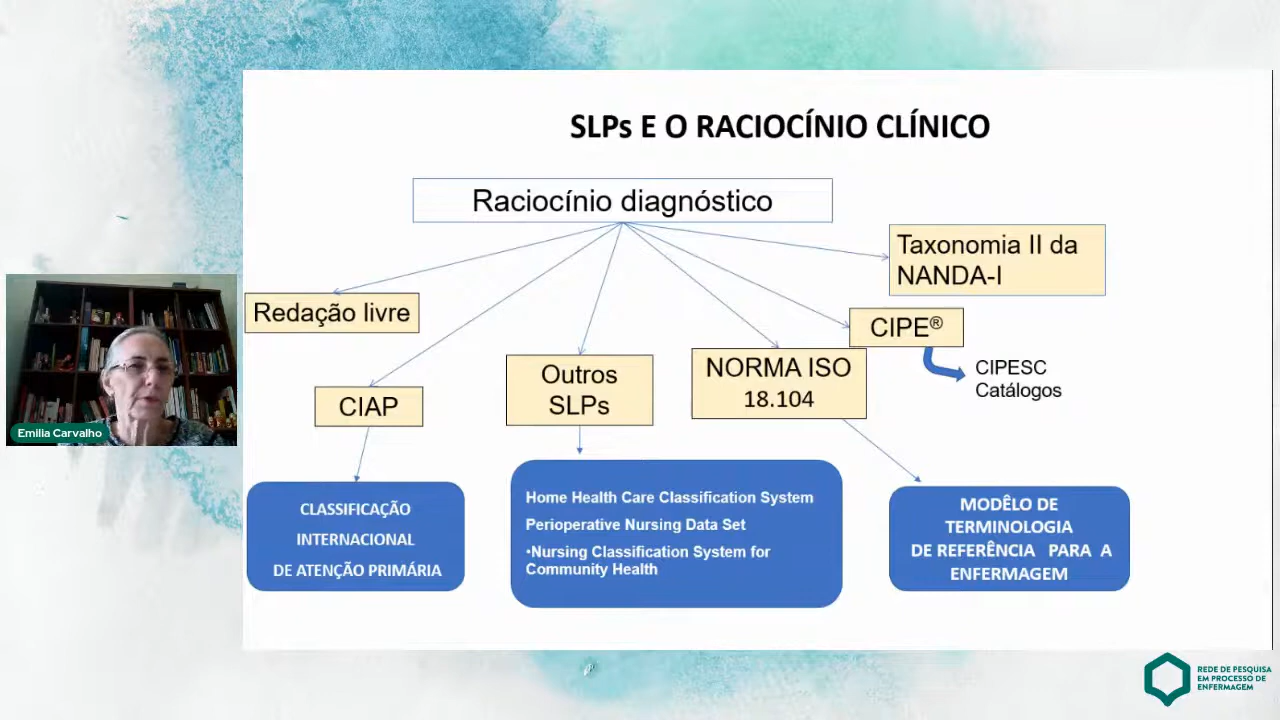 SLPs E O RACIOCÍNIO CLÍNICO
Raciocínio diagnóstico
Taxonomia II da
NANDA-I
Redação livre
CIPE®
CIPESC
Catálogos
NORMA ISO
18.104
Outros
SLPs
CIAP
Emilia Carvalho
CLASSIFICAÇÃO
INTERNACIONAL
DE ATENÇÃO PRIMÁRIA
Home Health Care Classification System
Perioperative Nursing Data Set
•Nursing Classification System for
Community Health
MODÊLO DE
TERMINOLOGIA
DE REFERÊNCIA PARA A
ENFERMAGEM
REDE DE PESQUISA
EM PROCESSO DE
ENFERMAGEM